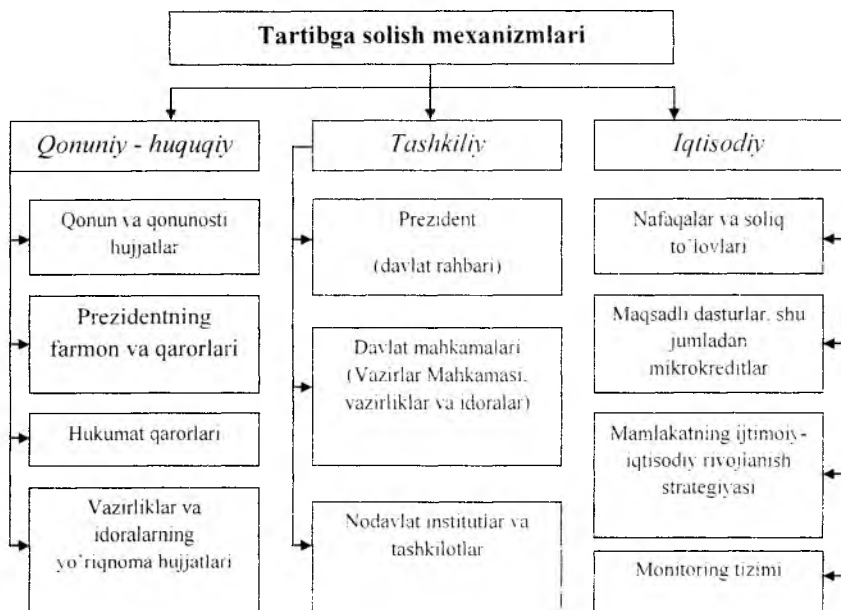 Tartibga solish mexanizmlari
Qonuniy - huquqiy
Qonun va qonunosti
hujjatlar
Prezidentning
farmon va qarorlari
Hukumat qarorlari
Vazirliklar va
idoralarning
yo`riqnoma hujjatlari
Tashkiliy
Prezident
(davlat rahbari)
Davlat mahkamalari
(Vazirlar Mahkamasi,
vazirliklar va idoralar)
Nodavlat institutlar va
tashkilotlar
Iqtisodiy
Nafaqalar va soliq
to`lovlari
Maqsadli dasturlar, shu
jumladan
mikrokreditlar
Mamlakatning ijtimoiy-
iqtisodiy rivojlanish
strategiyasi
Monitoring tizimi